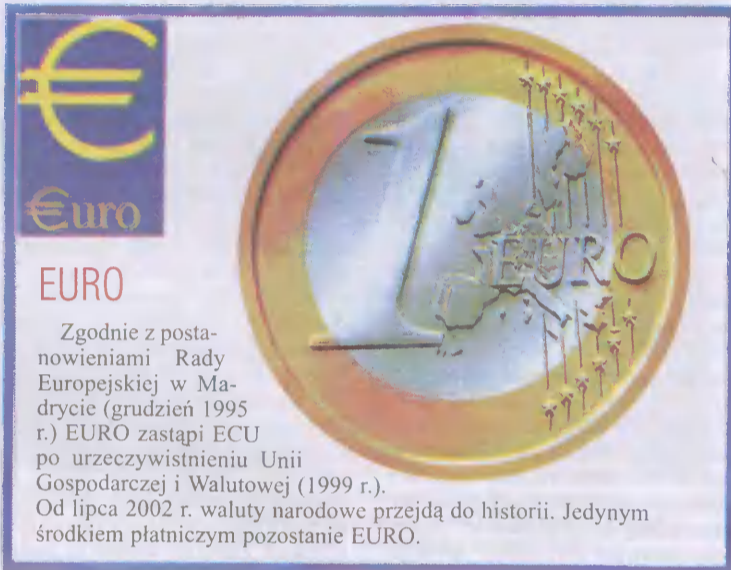 €
€uro
1
EURO
EURO
Zgodnie z posta-
nowieniami Rady
Europejskiej w Ma-
drycie (grudzień 1995
r.) EURO zastąpi ECU
po urzeczywistnieniu Unii
Gospodarczej i Walutowej (1999 r.).
Od lipca 2002 r. waluty narodowe przejdą do historii. Jedynym
środkiem płatniczym pozostanie EURO.